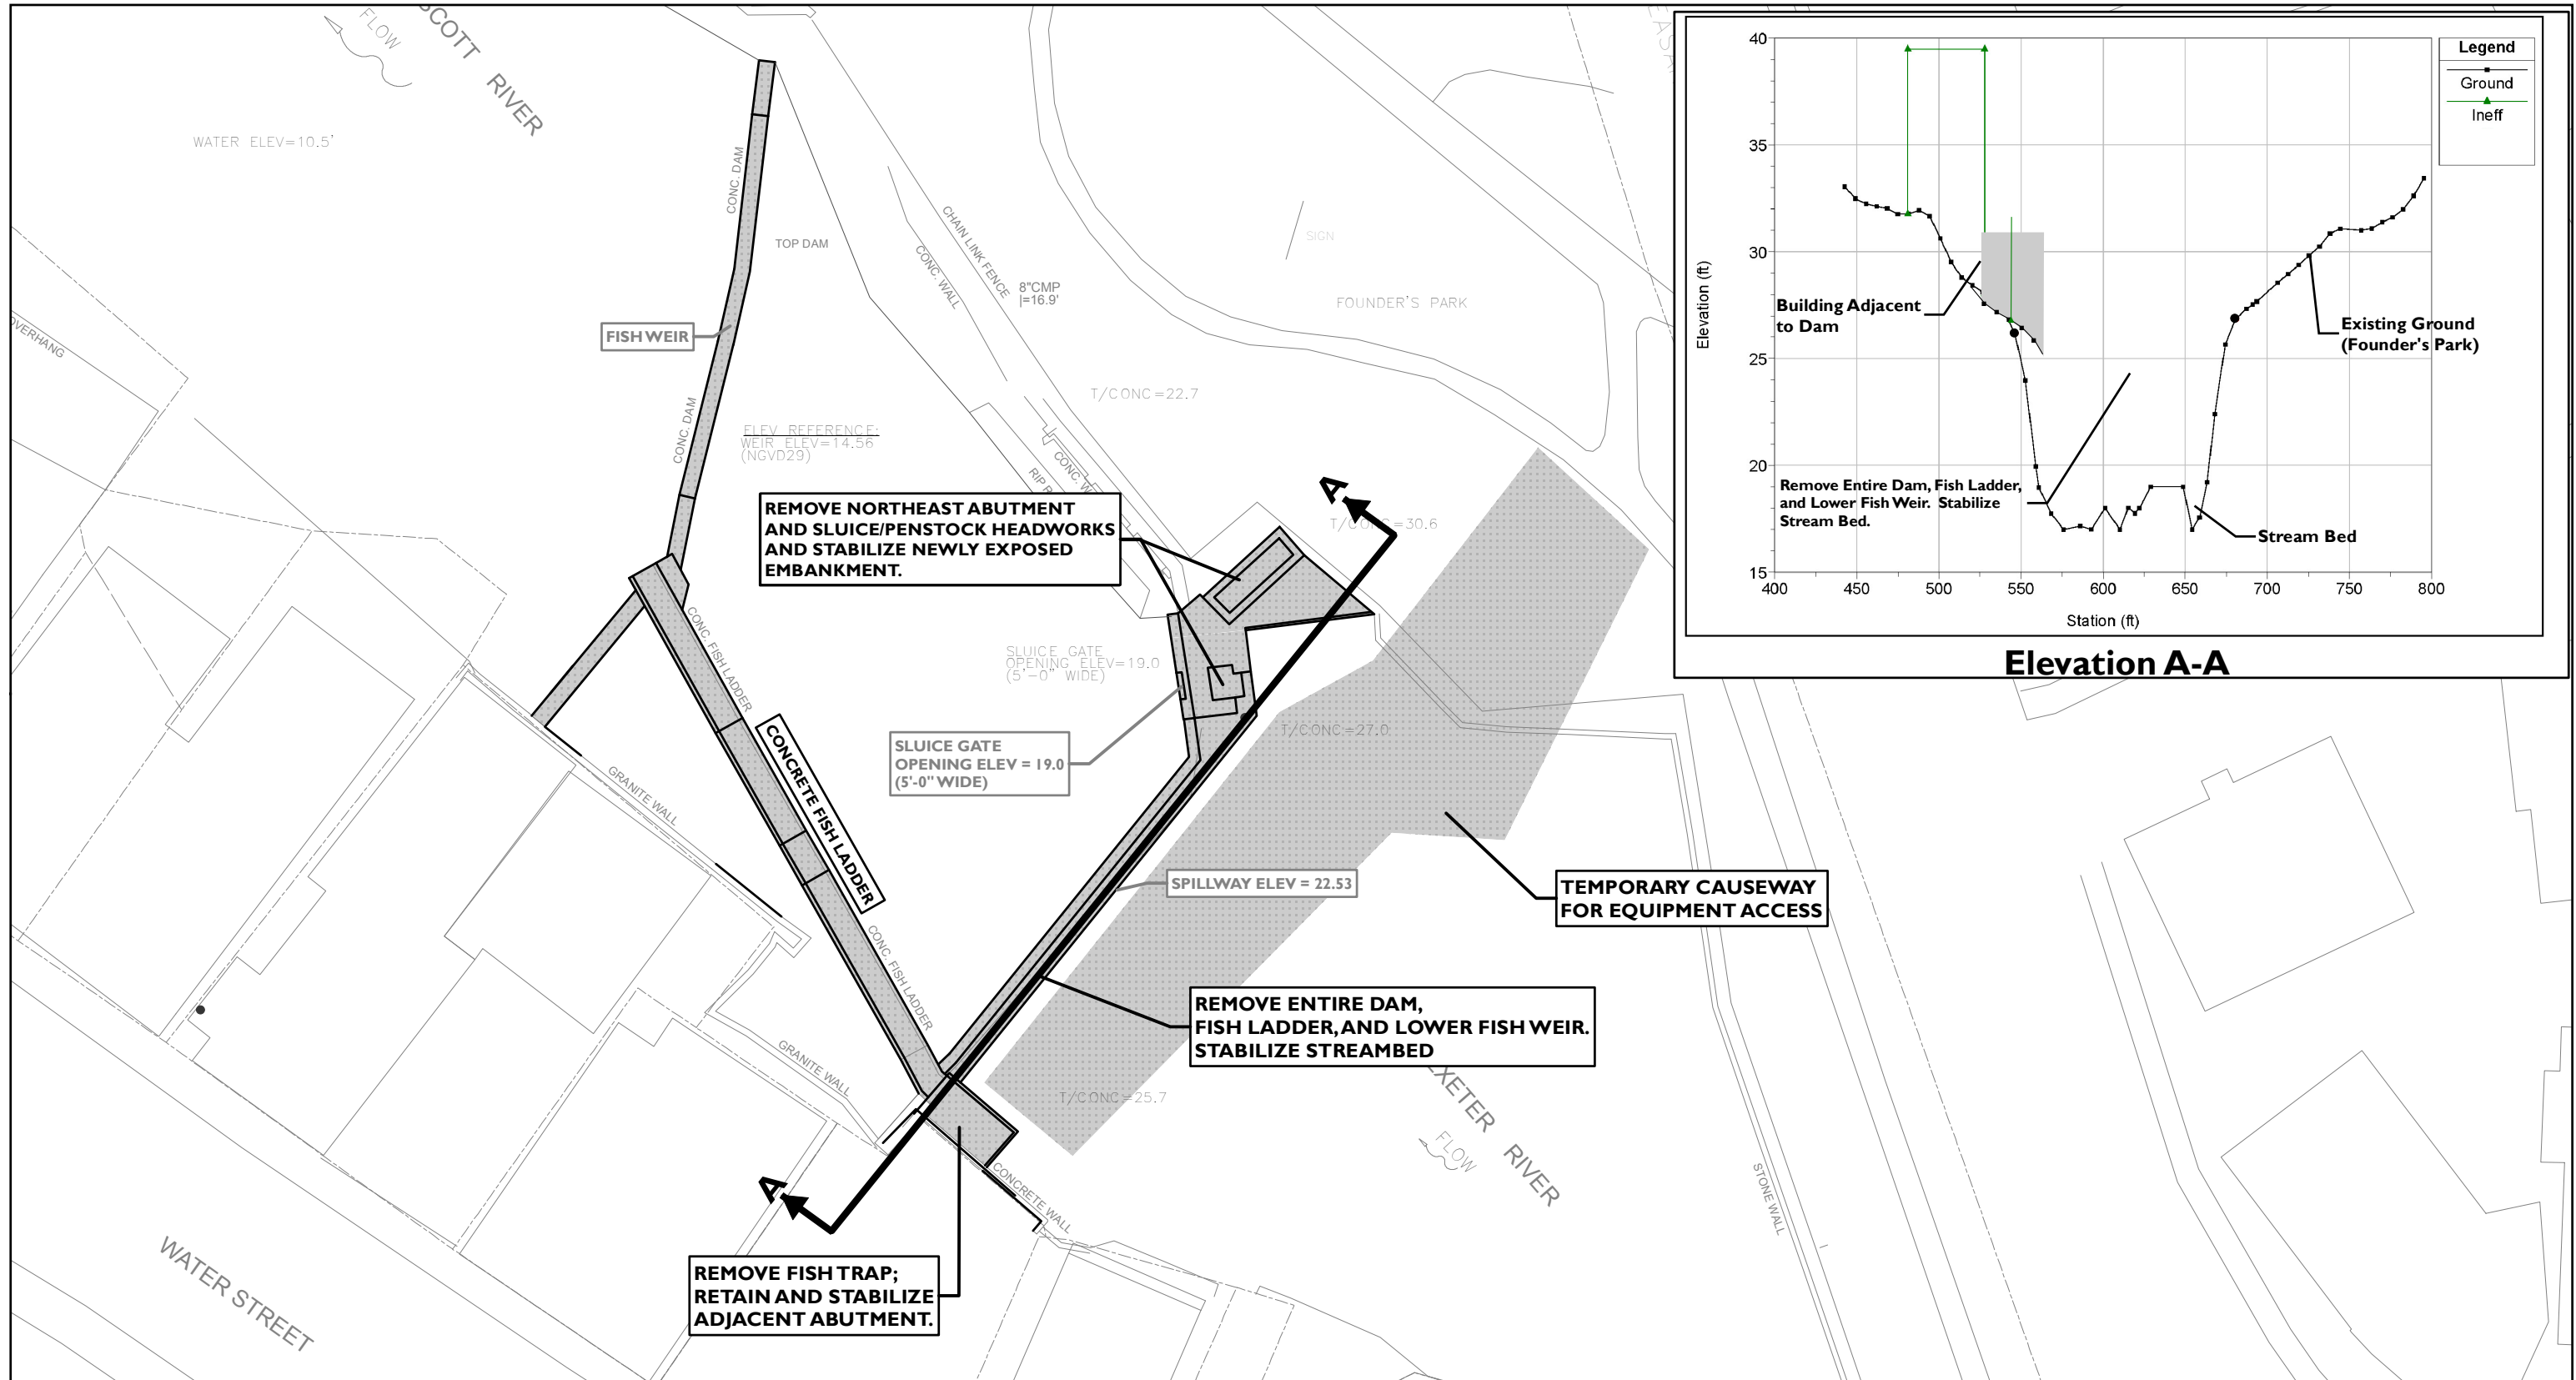 SCOTT RIVER
FLOW
WATER ELEV=10.5'
OVERHANG
CONC. DAM
TOP DAM
FISH WEIR
CONC. DAM
ELEV REFERENCE:
WEIR ELEV=14.56
(NGVD29)
CONC. WALL
CHAIN LINK FENCE
8"CMP
I=16.9'
SIGN
FOUNDER'S PARK
T/CONC=22.7
RIP R
CONC. W
REMOVE NORTHEAST ABUTMENT
AND SLUICE/PENSTOCK HEADWORKS
AND STABILIZE NEWLY EXPOSED
EMBANKMENT.
A
T/CONC=30.6
CONC. FISH LADDER
SLUICE GATE
OPENING ELEV=19.0
(5'-0" WIDE)
SLUICE GATE
OPENING ELEV = 19.0
(5'-0" WIDE)
T/CONC=27.0
CONCRETE FISH LADDER
GRANITE WALL
SPILLWAY ELEV = 22.53
TEMPORARY CAUSEWAY
FOR EQUIPMENT ACCESS
CONC. FISH LADDER
REMOVE ENTIRE DAM,
FISH LADDER, AND LOWER FISH WEIR.
STABILIZE STREAMBED
GRANITE WALL
T/CONC=25.7
EXETER RIVER
FLOW
STONE WALL
A
CONCRETE WALL
REMOVE FISH TRAP;
RETAIN AND STABILIZE
ADJACENT ABUTMENT.
WATER STREET
40
35
30
25
20
15
Elevation (ft)
400 450 500 550 600 650 700 750 800
Station (ft)
Legend
Ground
Ineff
Building Adjacent
to Dam
Existing Ground
(Founder's Park)
Remove Entire Dam, Fish Ladder,
and Lower Fish Weir. Stabilize
Stream Bed.
Stream Bed
Elevation A-A